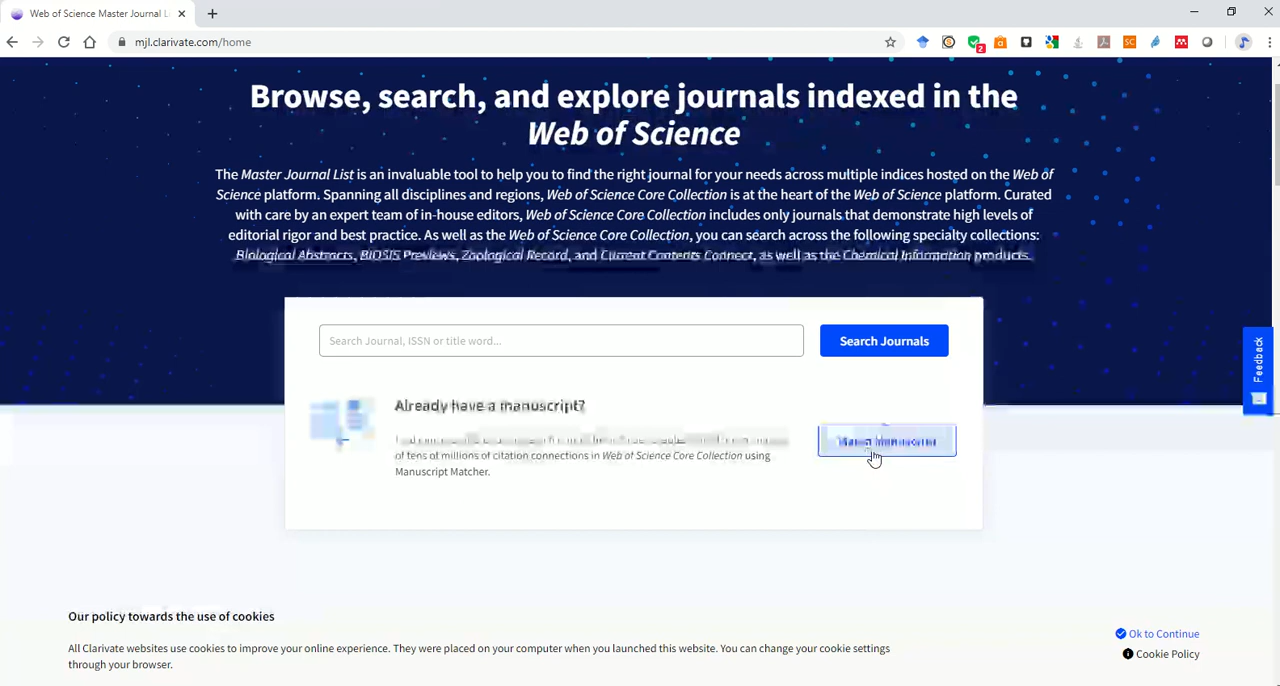 Web of Science Master Journal Li
mjl.clarivate.com/home
2
SC
Browse, search, and explore journals indexed in the
Web of Science
The Master Journal List is an invaluable tool to help you to find the right journal for your needs across multiple indices hosted on the Web of
Science platform. Spanning all disciplines and regions, Web of Science Core Collection is at the heart of the Web of Science platform. Curated
with care by an expert team of in-house editors, Web of Science Core Collection includes only journals that demonstrate high levels of
editorial rigor and best practice. As well as the Web of Science Core Collection, you can search across the following specialty collections:
Biological Abstracts, BIOSIS Previews, Zoological Record, and Current Contents Connect, as well as the Chemical Information products.
Search Journal, ISSN or title word...
Search Journals
Feedback
Already have a manuscript?
of tens of millions of citation connections in Web of Science Core Collection using
Manuscript Matcher.
Our policy towards the use of cookies
All Clarivate websites use cookies to improve your online experience. They were placed on your computer when you launched this website. You can change your cookie settings
through your browser.
Ok to Continue
Cookie Policy